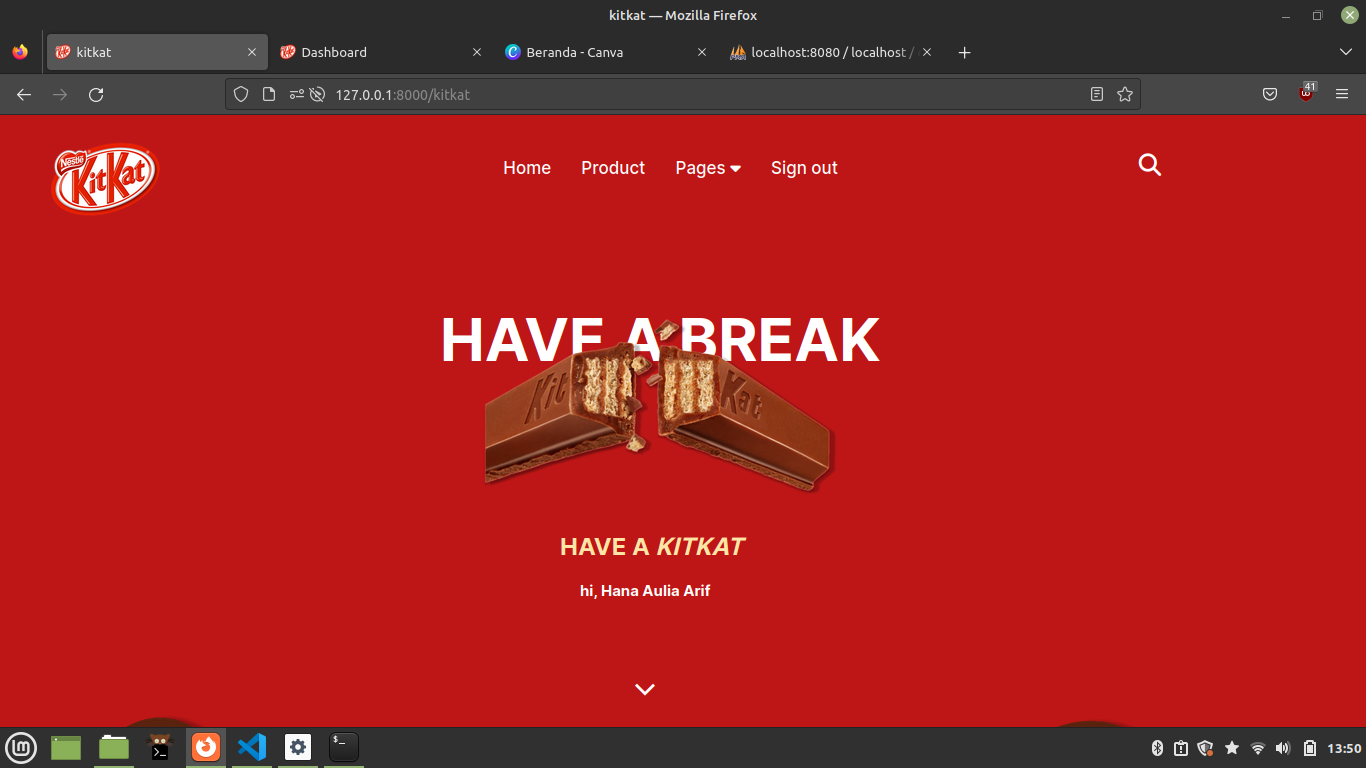 kitkat — Mozilla Firefox
kitkat
Dashboard
Beranda - Canva
localhost:8080 / localhost /
127.0.0.1:8000/kitkat
41
Nestlé
KitKat
Home Product Pages Sign out
HAVE A BREAK
Kit Kat
HAVE A KITKAT
hi, Hana Aulia Arif
13:50